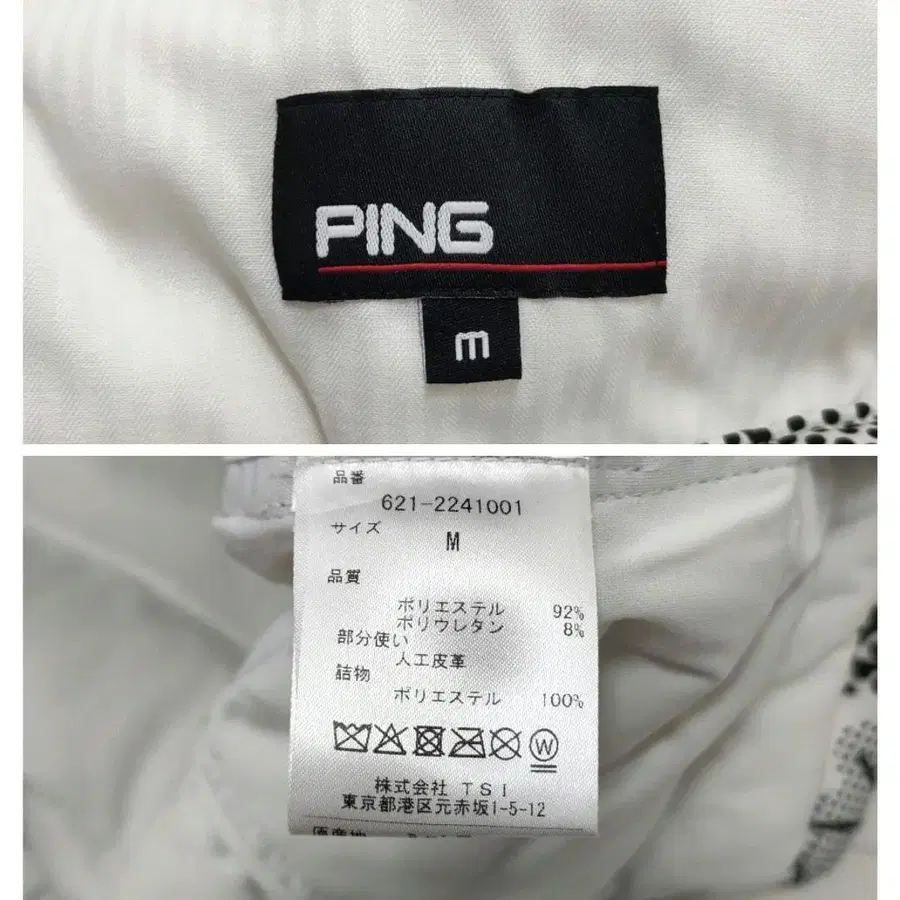 PING
m
品番
621-2241001
サイズ
M
品質
ポリエステル 92%
ポリウレタン 8%
部分使い
人工皮革
詰物
ポリエステル 100%
W
株式会社 TSI
東京都港区元赤坂1-5-12
原産地